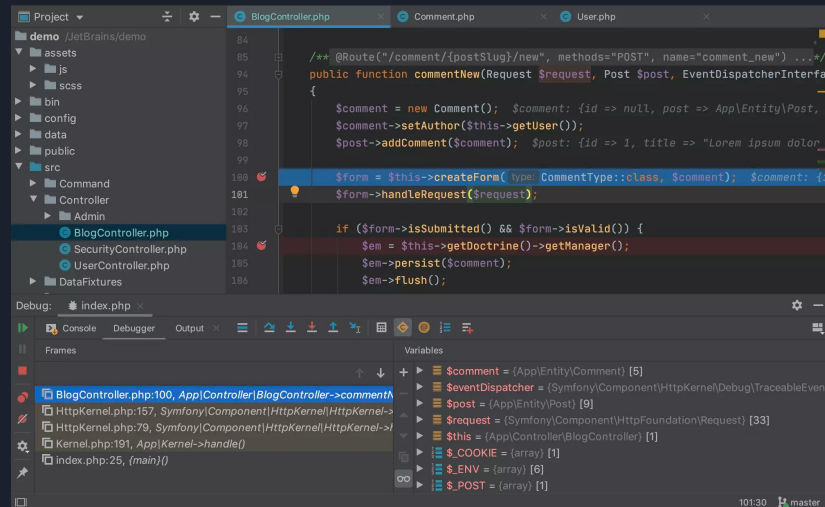 Project
BlogController.php
Comment.php
User.php
demo /JetBrains/demo
assets
js
scss
bin
config
data
public
src
Command
Controller
Admin
BlogController.php
SecurityController.php
UserController.php
DataFixtures
84
85 /** @Route("/comment/{postSlug}/new", methods="POST", name="comment_new") ...*/
94 public function commentNew(Request $request, Post $post, EventDispatcherInterfa
95 {
96 $comment = new Comment(); $comment: {id => null, post => App\Entity\Post,
97 $comment->setAuthor($this->getUser());
98 $post->addComment($comment); $post: {id => 1, title => "Lorem ipsum dolor
99
100 $form = $this->createForm( type: CommentType::class, $comment); $comment: {
101 $form->handleRequest($request);
102
103 if ($form->isSubmitted() && $form->isValid()) {
104 $em = $this->getDoctrine()->getManager();
105 $em->persist($comment);
106 $em->flush();
Debug: index.php
Console Debugger Output
Frames
BlogController.php:100, App|Controller|BlogController->commentN
HttpKernel.php:157, Symfony|Component|HttpKernel|HttpKernel->
HttpKernel.php:79, Symfony|Component|HttpKernel|HttpKernel->
Kernel.php:191, App|Kernel->handle()
index.php:25, {main}()
Variables
$comment = {App\Entity\Comment} [5]
$eventDispatcher = {Symfony\Component\HttpKernel\Debug\TraceableEven
$post = {App\Entity\Post} [9]
$request = {Symfony\Component\HttpFoundation\Request} [33]
$this = {App\Controller\BlogController} [1]
$_COOKIE = {array} [1]
$_ENV = {array} [6]
$_POST = {array} [1]
101:30 master